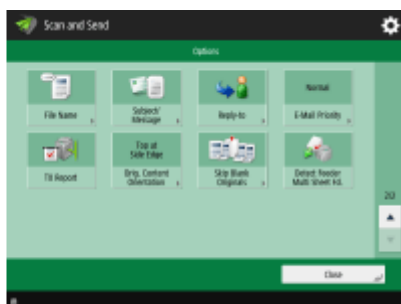 Scan and Send
Options
File Name
Subject/
Message
Reply-to
Normal
E-Mail Priority
TX Report
Top at
Side Edge
Orig. Content
Orientation
Skip Blank
Originals
Detect Feeder
Multi Sheet Fd.
2/2
Close